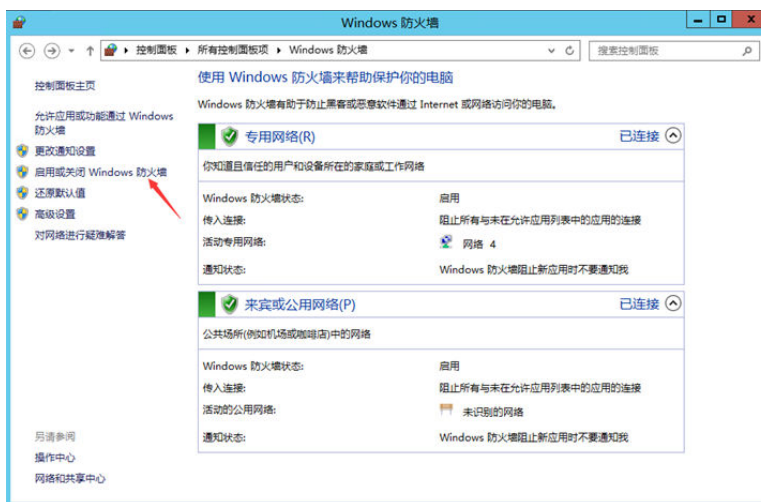 Windows 防火墙
控制面板 所有控制面板项 Windows 防火墙
搜索控制面板
控制面板主页
允许应用或功能通过 Windows
防火墙
更改通知设置
启用或关闭 Windows 防火墙
还原默认值
高级设置
对网络进行疑难解答
另请参阅
操作中心
网络和共享中心
使用 Windows 防火墙来帮助保护你的电脑
Windows 防火墙有助于防止黑客或恶意软件通过 Internet 或网络访问你的电脑。
专用网络(R) 已连接
你知道且信任的用户和设备所在的家庭或工作网络
Windows 防火墙状态: 启用
传入连接: 阻止所有与未在允许应用列表中的应用的连接
活动专用网络: 网络 4
通知状态: Windows 防火墙阻止新应用时不要通知我
来宾或公用网络(P) 已连接
公共场所(例如机场或咖啡店)中的网络
Windows 防火墙状态: 启用
传入连接: 阻止所有与未在允许应用列表中的应用的连接
活动的公用网络: 未识别的网络
通知状态: Windows 防火墙阻止新应用时不要通知我